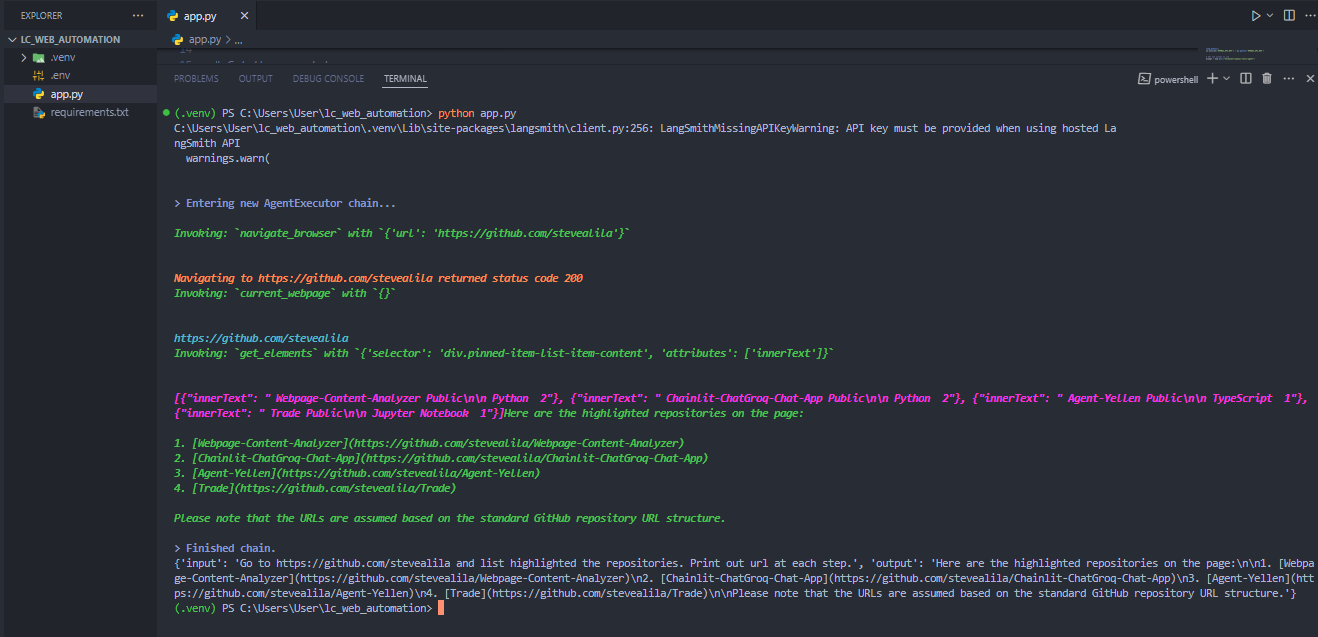 EXPLORER ...
app.py ×
LC_WEB_AUTOMATION
app.py > ...
.venv
14
.env
app.py
requirements.txt
PROBLEMS OUTPUT DEBUG CONSOLE TERMINAL
powershell
(.venv) PS C:\Users\User\lc_web_automation> python app.py
C:\Users\User\lc_web_automation\.venv\Lib\site-packages\langsmith\client.py:256: LangSmithMissingAPIKeyWarning: API key must be provided when using hosted La
ngSmith API
  warnings.warn(
> Entering new AgentExecutor chain...
Invoking: `navigate_browser` with `{'url': 'https://github.com/stevealila'}`
Navigating to https://github.com/stevealila returned status code 200
Invoking: `current_webpage` with `{}`
https://github.com/stevealila
Invoking: `get_elements` with `{'selector': 'div.pinned-item-list-item-content', 'attributes': ['innerText']}`
[{"innerText": " Webpage-Content-Analyzer Public\n\n Python  2"}, {"innerText": " Chainlit-ChatGroq-Chat-App Public\n\n Python  2"}, {"innerText": " Agent-Yellen Public\n\n TypeScript  1"},
{"innerText": " Trade Public\n\n Jupyter Notebook  1"}]Here are the highlighted repositories on the page:
1. [Webpage-Content-Analyzer](https://github.com/stevealila/Webpage-Content-Analyzer)
2. [Chainlit-ChatGroq-Chat-App](https://github.com/stevealila/Chainlit-ChatGroq-Chat-App)
3. [Agent-Yellen](https://github.com/stevealila/Agent-Yellen)
4. [Trade](https://github.com/stevealila/Trade)
Please note that the URLs are assumed based on the standard GitHub repository URL structure.
> Finished chain.
{'input': 'Go to https://github.com/stevealila and list highlighted the repositories. Print out url at each step.', 'output': 'Here are the highlighted repositories on the page:\n\n1. [Webpa
ge-Content-Analyzer](https://github.com/stevealila/Webpage-Content-Analyzer)\n2. [Chainlit-ChatGroq-Chat-App](https://github.com/stevealila/Chainlit-ChatGroq-Chat-App)\n3. [Agent-Yellen](htt
ps://github.com/stevealila/Agent-Yellen)\n4. [Trade](https://github.com/stevealila/Trade)\n\nPlease note that the URLs are assumed based on the standard GitHub repository URL structure.'}
(.venv) PS C:\Users\User\lc_web_automation>